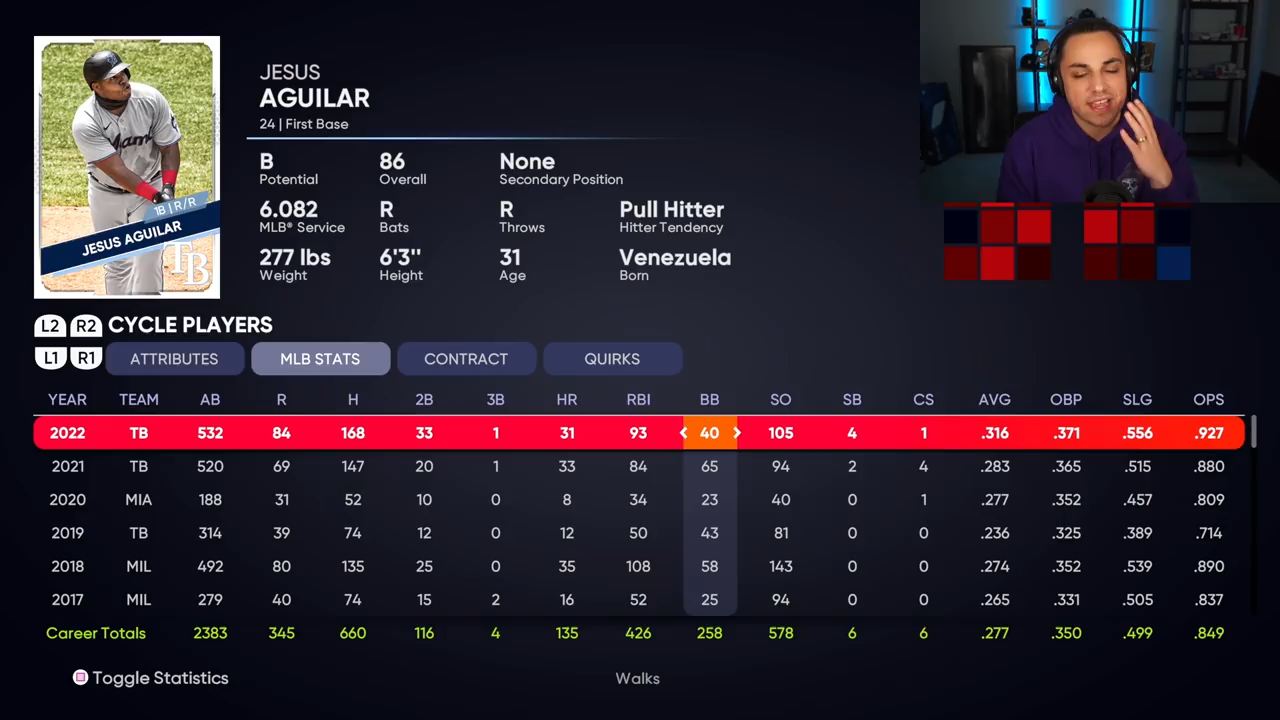 Miami
1B | R/R
JESUS AGUILAR
TB
JESUS
AGUILAR
24 | First Base
B
Potential
86
Overall
None
Secondary Position
6.082
MLB® Service
R
Bats
R
Throws
Pull Hitter
Hitter Tendency
277 lbs
Weight
6'3''
Height
31
Age
Venezuela
Born
L2 R2 CYCLE PLAYERS
L1 R1 ATTRIBUTES MLB STATS CONTRACT QUIRKS
YEAR TEAM AB R H 2B 3B HR RBI BB SO SB CS AVG OBP SLG OPS
2022 TB 532 84 168 33 1 31 93 40 105 4 1 .316 .371 .556 .927
2021 TB 520 69 147 20 1 33 84 65 94 2 4 .283 .365 .515 .880
2020 MIA 188 31 52 10 0 8 34 23 40 0 1 .277 .352 .457 .809
2019 TB 314 39 74 12 0 12 50 43 81 0 0 .236 .325 .389 .714
2018 MIL 492 80 135 25 0 35 108 58 143 0 0 .274 .352 .539 .890
2017 MIL 279 40 74 15 2 16 52 25 94 0 0 .265 .331 .505 .837
Career Totals 2383 345 660 116 4 135 426 258 578 6 6 .277 .350 .499 .849
Toggle Statistics
Walks